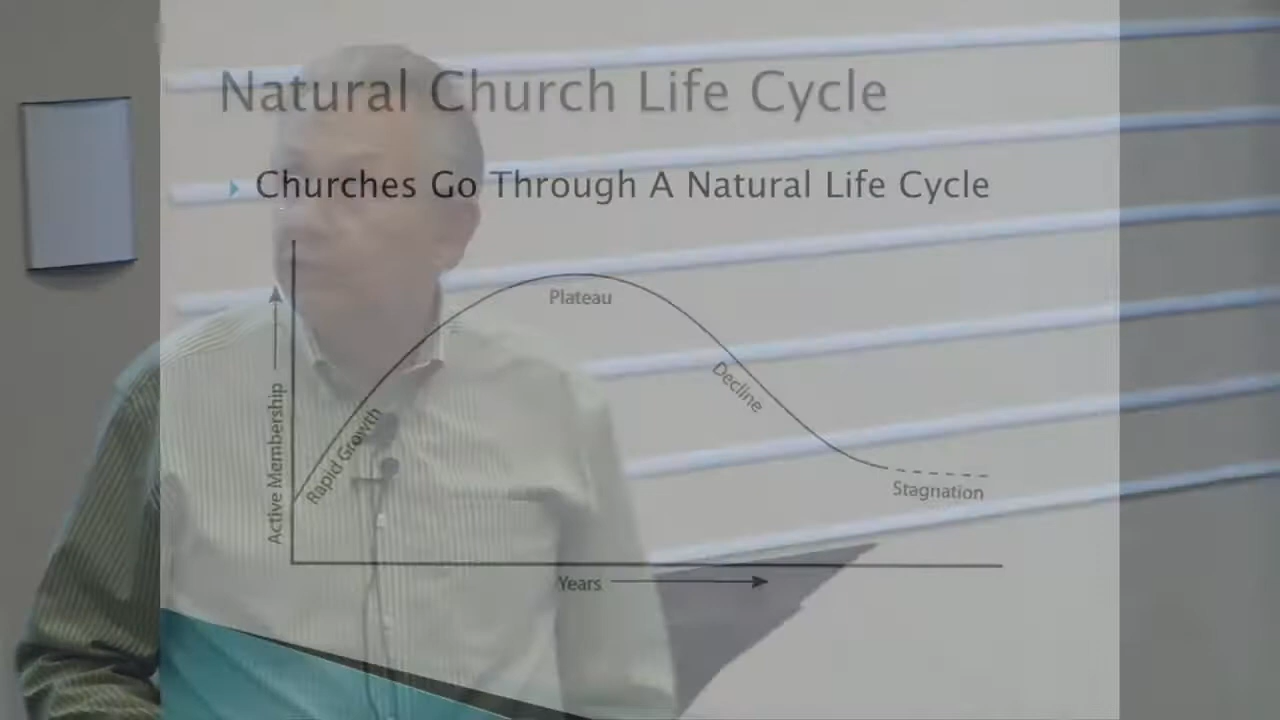 Natural Church Life Cycle
Churches Go Through A Natural Life Cycle
Active Membership
Rapid Growth
Plateau
Decline
Stagnation
Years